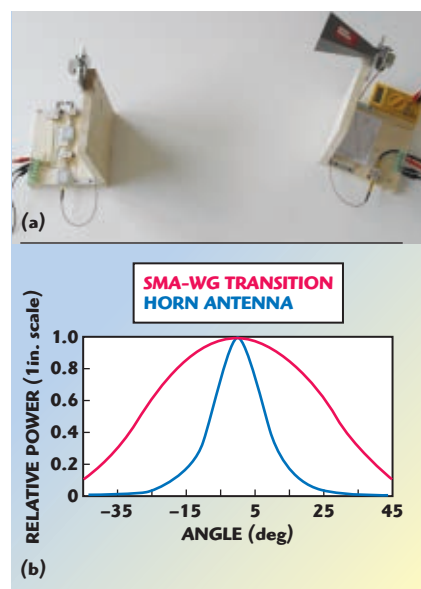 (a)
SMA-WG TRANSITION
HORN ANTENNA
RELATIVE POWER (1in. scale)
1.0
0.8
0.6
0.4
0.2
0
−35
−15
5
25
45
ANGLE (deg)
(b)